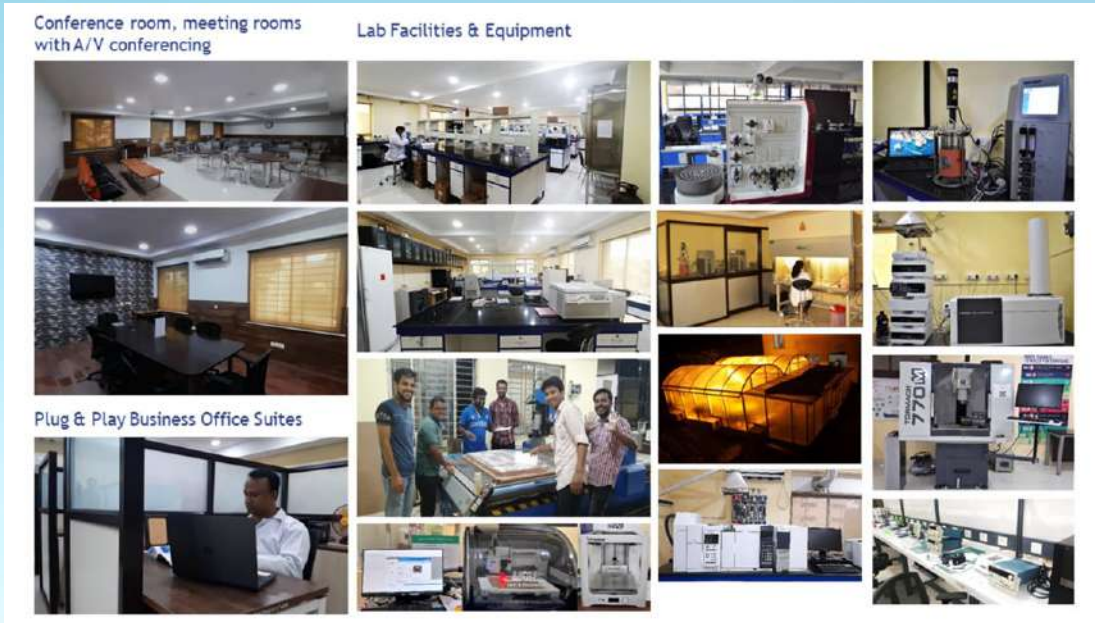 Conference room, meeting rooms
with A/V conferencing
Lab Facilities & Equipment
Plug & Play Business Office Suites
TORMACH
770M